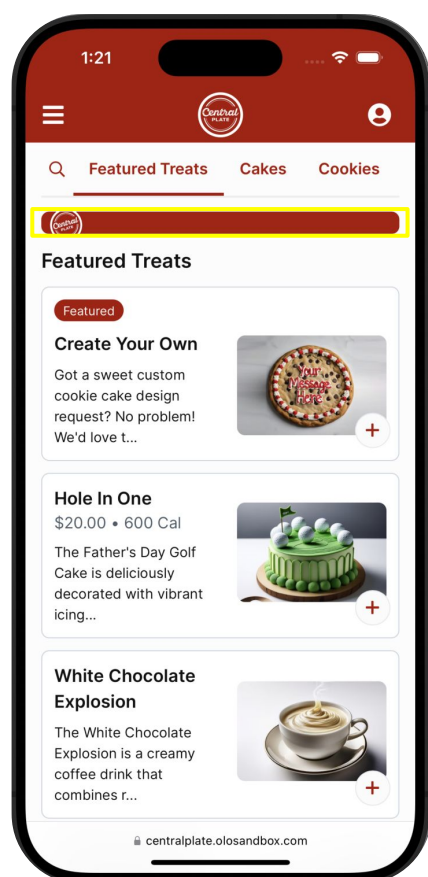 1:21
Central
PLATE
Featured Treats
Cakes
Cookies
Central
PLATE
Featured Treats
Featured
Create Your Own
Got a sweet custom
cookie cake design
request? No problem!
We'd love t...
Your
Message
Here
Hole In One
$20.00 • 600 Cal
The Father's Day Golf
Cake is deliciously
decorated with vibrant
icing...
White Chocolate
Explosion
The White Chocolate
Explosion is a creamy
coffee drink that
combines r...
centralplate.olosandbox.com